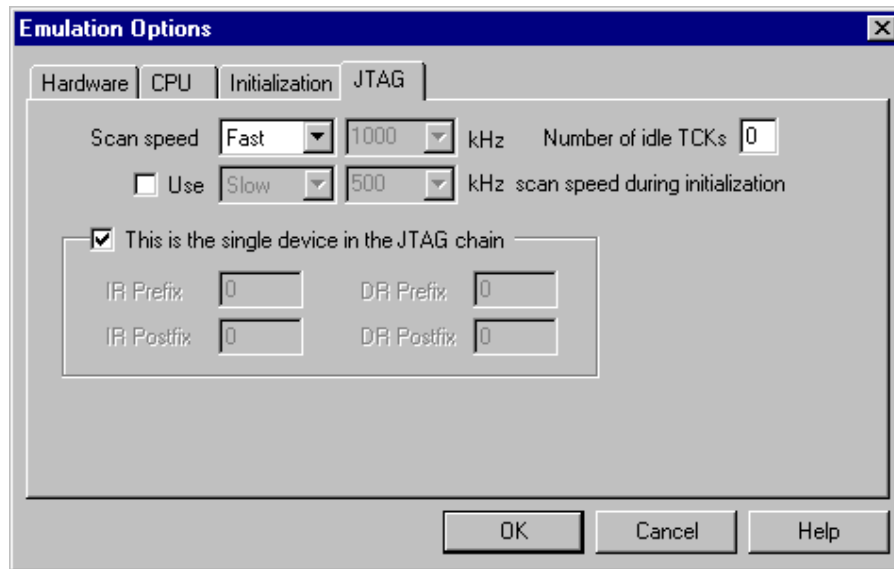 Emulation Options
Hardware CPU Initialization JTAG
Scan speed Fast 1000 kHz Number of idle TCKs 0
Use Slow 500 kHz scan speed during initialization
This is the single device in the JTAG chain
IR Prefix 0 DR Prefix 0
IR Postfix 0 DR Postfix 0
OK Cancel Help